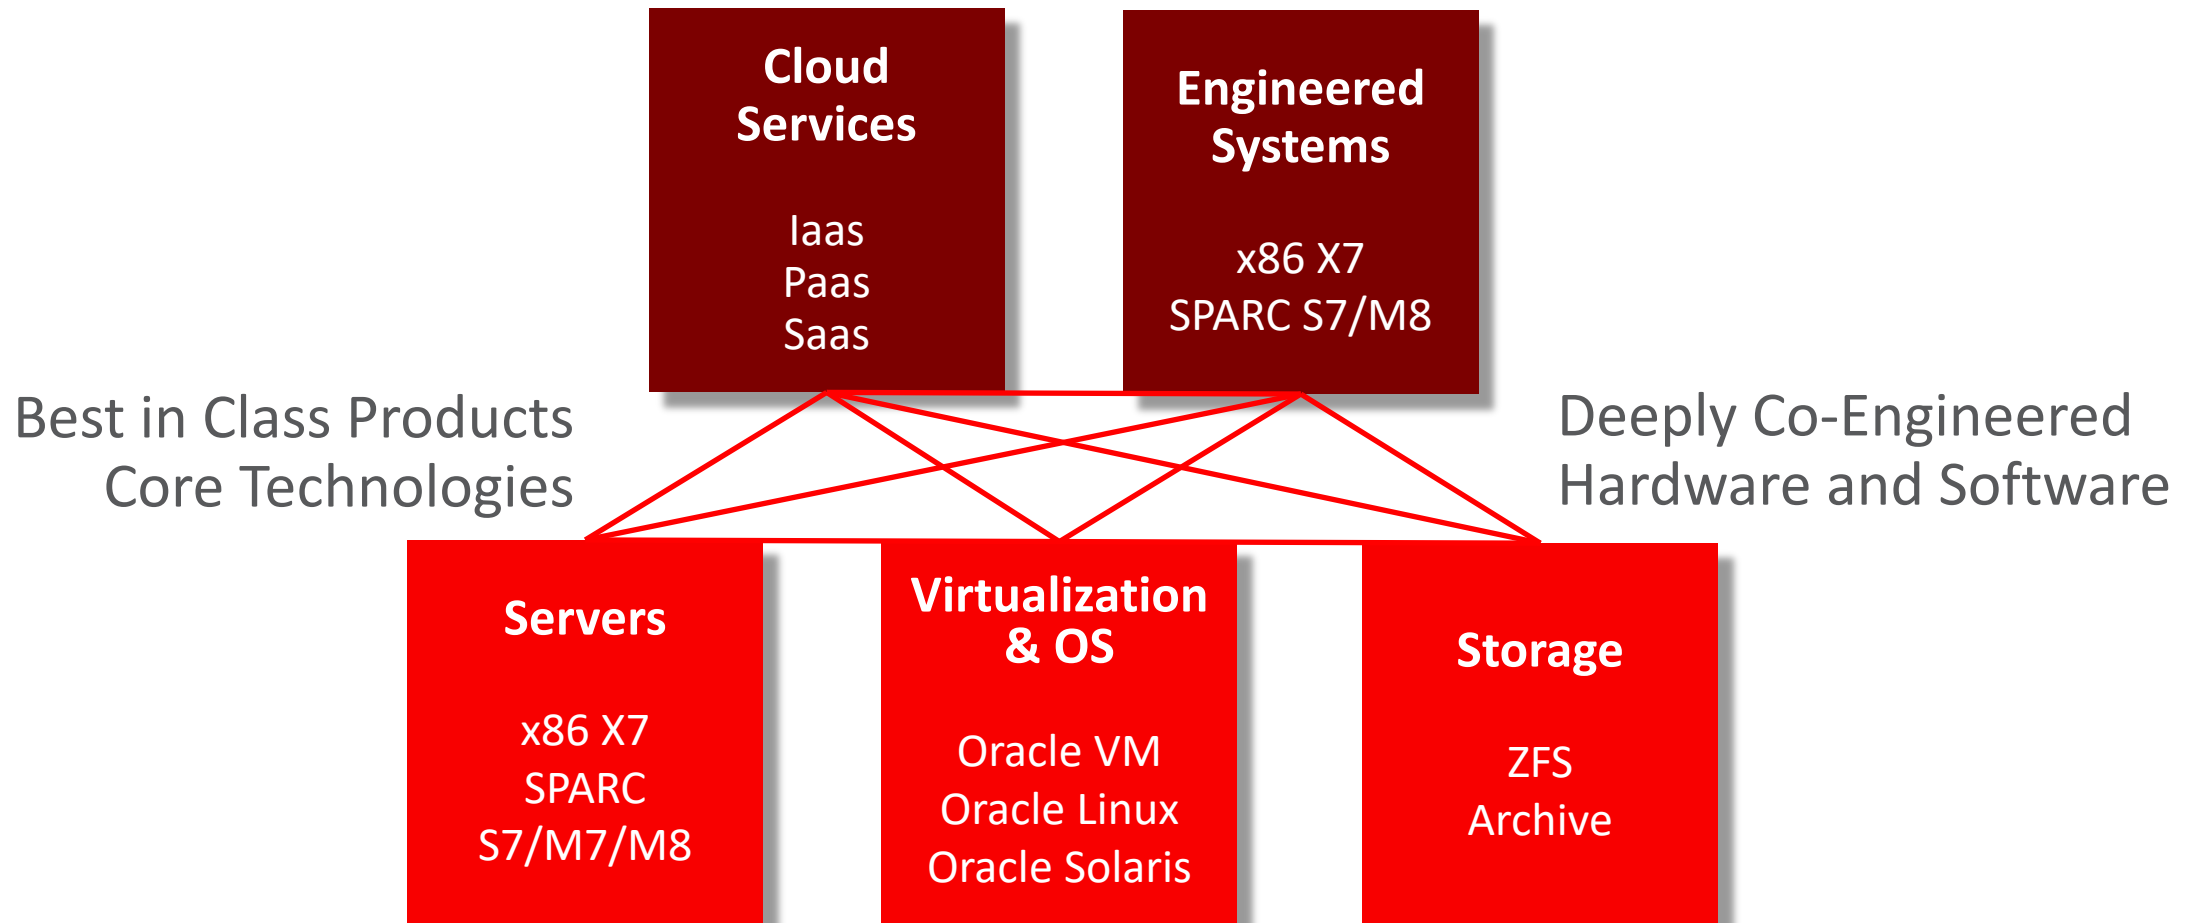 Cloud
Services
Iaas
Paas
Saas
Engineered
Systems
x86 X7
SPARC S7/M8
Best in Class Products
Core Technologies
Deeply Co-Engineered
Hardware and Software
Servers
x86 X7
SPARC
S7/M7/M8
Virtualization
& OS
Oracle VM
Oracle Linux
Oracle Solaris
Storage
ZFS
Archive